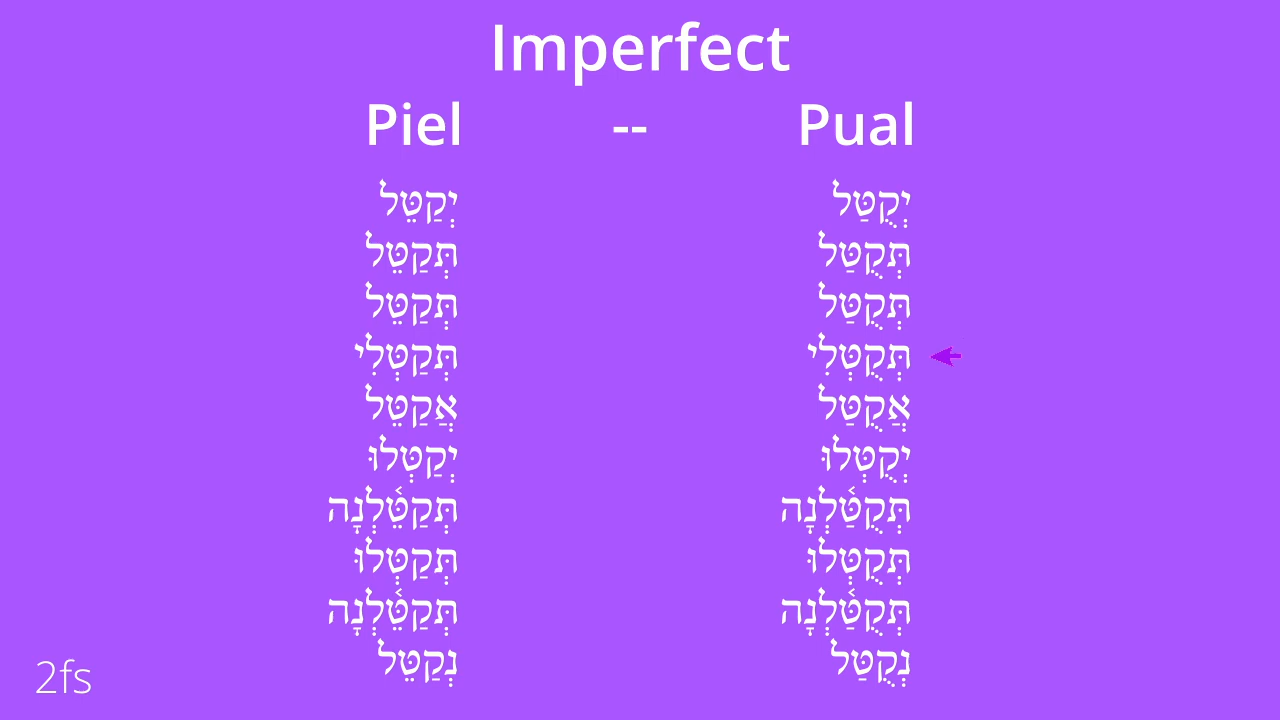 Imperfect
Piel -- Pual
יְקַטֵּל יְקֻטַּל
תְּקַטֵּל תְּקֻטַּל
תְּקַטֵּל תְּקֻטַּל
תְּקַטְּלִי תְּקֻטְּלִי
אֲקַטֵּל אֲקֻטַּל
יְקַטְּלוּ יְקֻטְּלוּ
תְּקַטֵּ֫לְנָה תְּקֻטַּ֫לְנָה
תְּקַטְּלוּ תְּקֻטְּלוּ
תְּקַטֵּ֫לְנָה תְּקֻטַּ֫לְנָה
נְקַטֵּל נְקֻטַּל
2fs